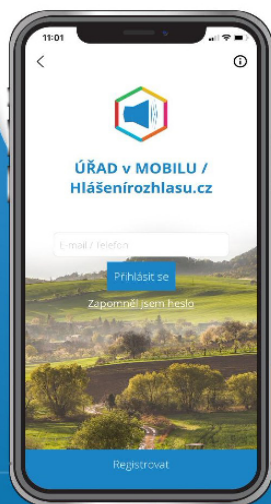 11:01
ÚŘAD v MOBILU /
Hlášenírozhlasu.cz
E-mail / Telefon
Přihlásit se
Zapomněl jsem heslo
Registrovat